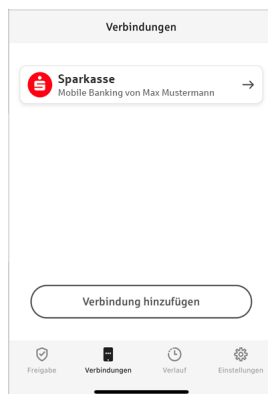 Verbindungen
Sparkasse
Mobile Banking von Max Mustermann
Verbindung hinzufügen
Freigabe
Verbindungen
Verlauf
Einstellungen